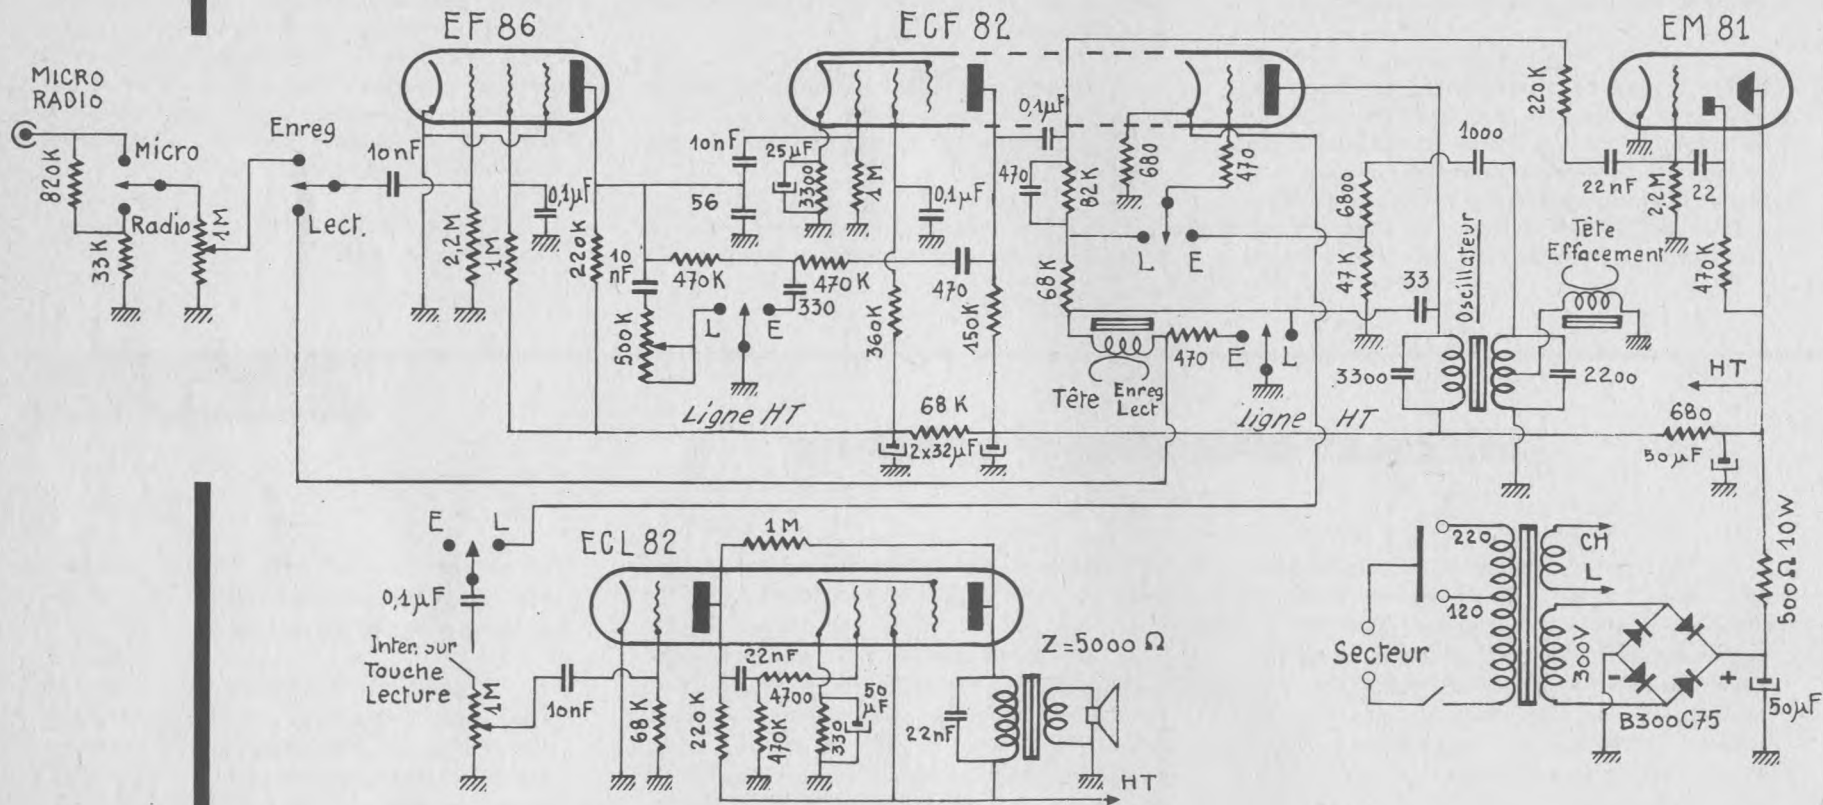 EF 86
ECF 82
EM 81
MICRO
RADIO
820K
Micro
Radio
33K
1M
Enreg
Lect.
10nF
2,2M
1M
0,1µF
220K
10
nF
500K
470K
L
E
330
470K
10nF
56
25µF
3300
1M
0,1µF
360K
470
150K
Ligne HT
68 K
2x32µF
0,1µF
470
82K
68K
680
470
L
E
Tête
Enreg
Lect
470
E
L
Ligne HT
6800
47K
1000
33
3300
Oscillateur
2200
220K
22nF
2,2M
22
470K
Tête
Effacement
HT
680
50µF
500Ω 10W
E
L
0,1µF
Inter. sur
Touche
Lecture
1M
10nF
ECL 82
68K
1M
220K
22nF
470K
4700
330
50
µF
22nF
Z=5000 Ω
HT
Secteur
220
120
CH
L
300V
-
+
B300C75
50µF